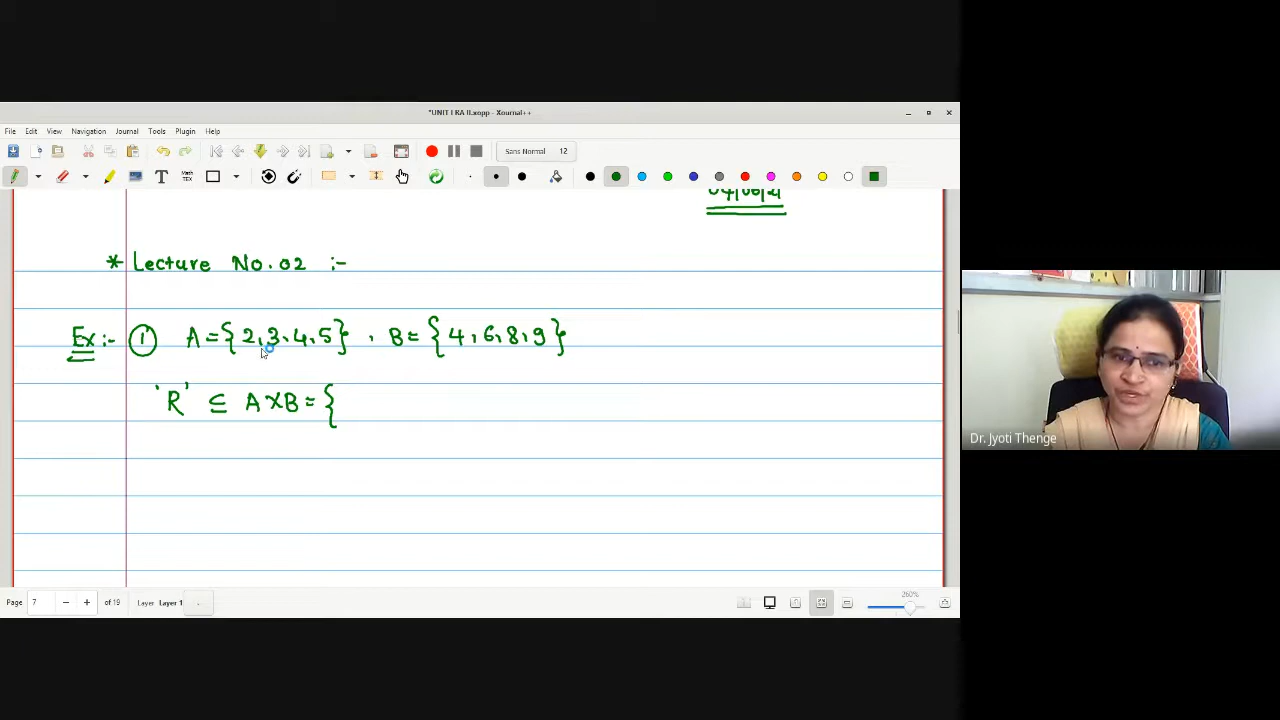 *UNIT I RA II.xopp - Xournal++
File Edit View Navigation Journal Tools Plugin Help
Sans Normal 12
* Lecture No. 02 :-
Ex :- ① A = {2, 3, 4, 5} , B = {4, 6, 8, 9}
'R' ⊆ A × B = {
Dr. Jyoti Thenge
Page 7 of 19 Layer Layer 1
260%